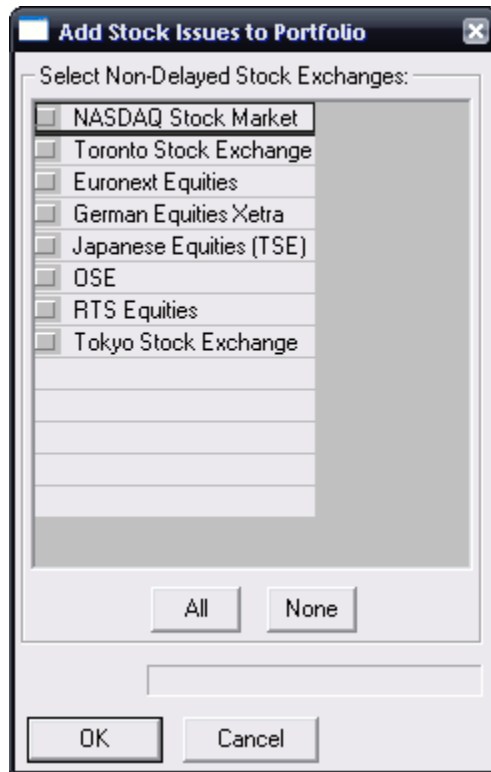 Add Stock Issues to Portfolio
Select Non-Delayed Stock Exchanges:
NASDAQ Stock Market
Toronto Stock Exchange
Euronext Equities
German Equities Xetra
Japanese Equities (TSE)
OSE
RTS Equities
Tokyo Stock Exchange
All None
OK Cancel